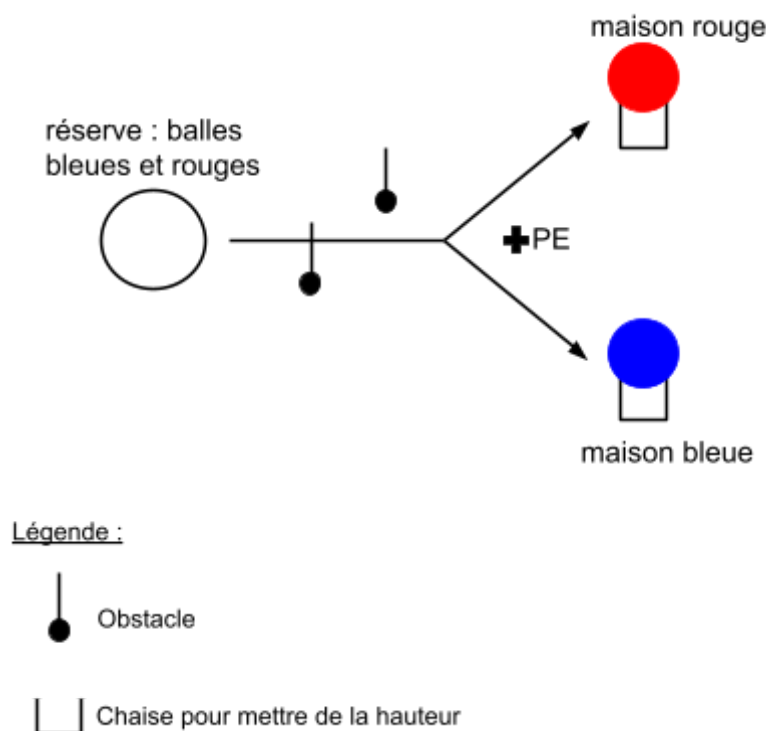 maison rouge
réserve : balles
bleues et rouges
PE
maison bleue
Légende :
Obstacle
Chaise pour mettre de la hauteur